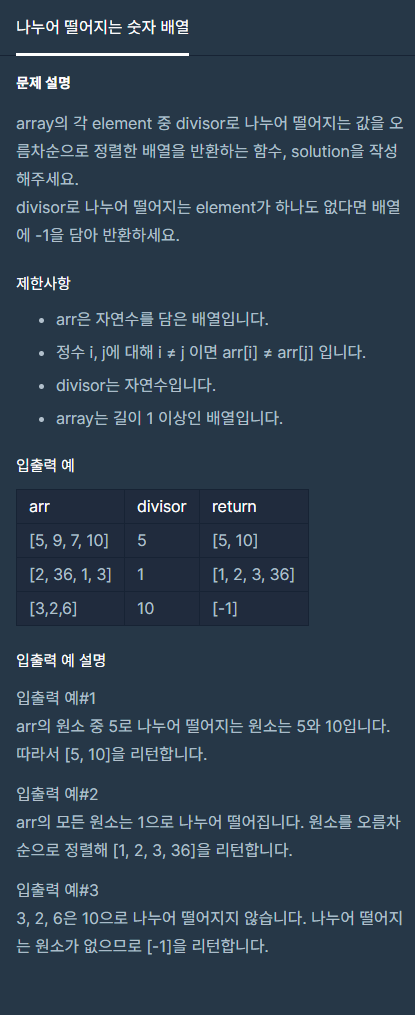 나누어 떨어지는 숫자 배열
문제 설명
array의 각 element 중 divisor로 나누어 떨어지는 값을 오
름차순으로 정렬한 배열을 반환하는 함수, solution을 작성
해주세요.
divisor로 나누어 떨어지는 element가 하나도 없다면 배열
에 -1을 담아 반환하세요.
제한사항
• arr은 자연수를 담은 배열입니다.
• 정수 i, j에 대해 i ≠ j 이면 arr[i] ≠ arr[j] 입니다.
• divisor는 자연수입니다.
• array는 길이 1 이상인 배열입니다.
입출력 예
arr divisor return
[5, 9, 7, 10] 5 [5, 10]
[2, 36, 1, 3] 1 [1, 2, 3, 36]
[3,2,6] 10 [-1]
입출력 예 설명
입출력 예#1
arr의 원소 중 5로 나누어 떨어지는 원소는 5와 10입니다.
따라서 [5, 10]을 리턴합니다.
입출력 예#2
arr의 모든 원소는 1으로 나누어 떨어집니다. 원소를 오름차
순으로 정렬해 [1, 2, 3, 36]을 리턴합니다.
입출력 예#3
3, 2, 6은 10으로 나누어 떨어지지 않습니다. 나누어 떨어지
는 원소가 없으므로 [-1]을 리턴합니다.